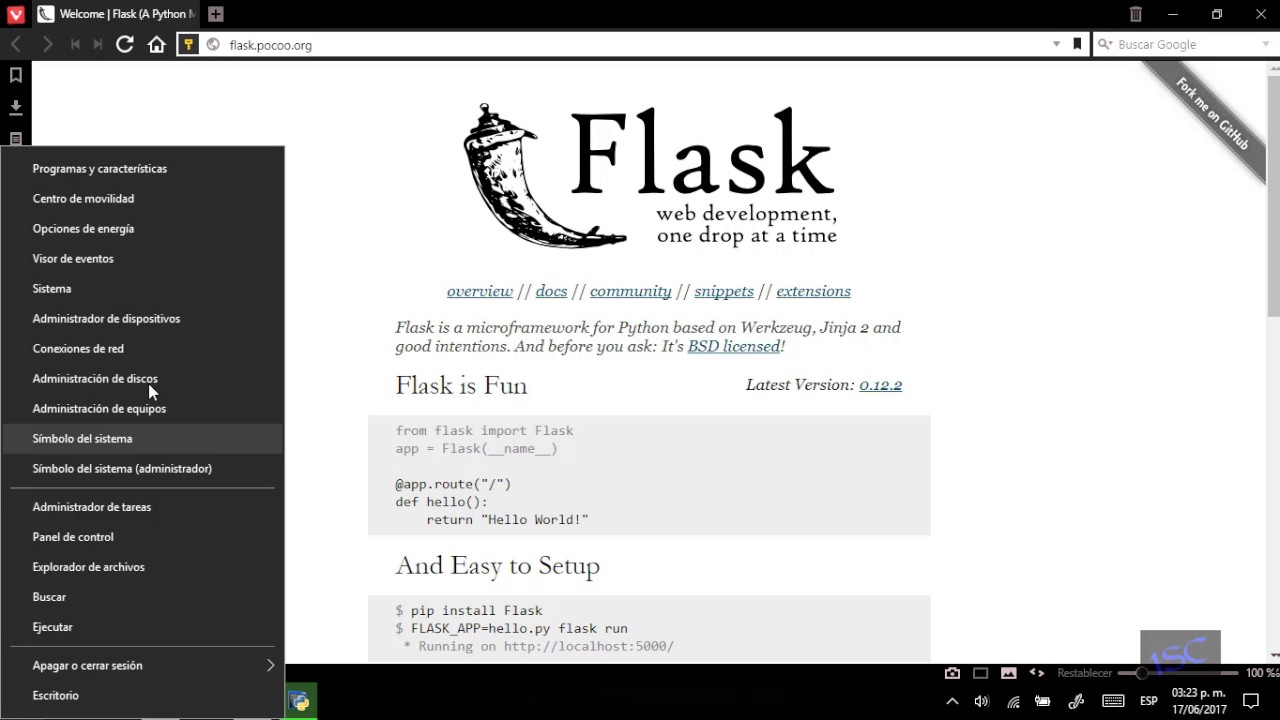 Welcome | Flask (A Python M
flask.pocoo.org
Buscar Google
Fork me on GitHub
Programas y características
Centro de movilidad
Opciones de energía
Visor de eventos
Sistema
Administrador de dispositivos
Conexiones de red
Administración de discos
Administración de equipos
Símbolo del sistema
Símbolo del sistema (administrador)
Administrador de tareas
Panel de control
Explorador de archivos
Buscar
Ejecutar
Apagar o cerrar sesión
Escritorio
Flask
web development,
one drop at a time
overview // docs // community // snippets // extensions
Flask is a microframework for Python based on Werkzeug, Jinja 2 and
good intentions. And before you ask: It's BSD licensed!
Flask is Fun
Latest Version: 0.12.2
from flask import Flask
app = Flask(__name__)
@app.route("/")
def hello():
return "Hello World!"
And Easy to Setup
$ pip install Flask
$ FLASK_APP=hello.py flask run
* Running on http://localhost:5000/
ISC
Restablecer
100 %
ESP
03:23 p. m.
17/06/2017